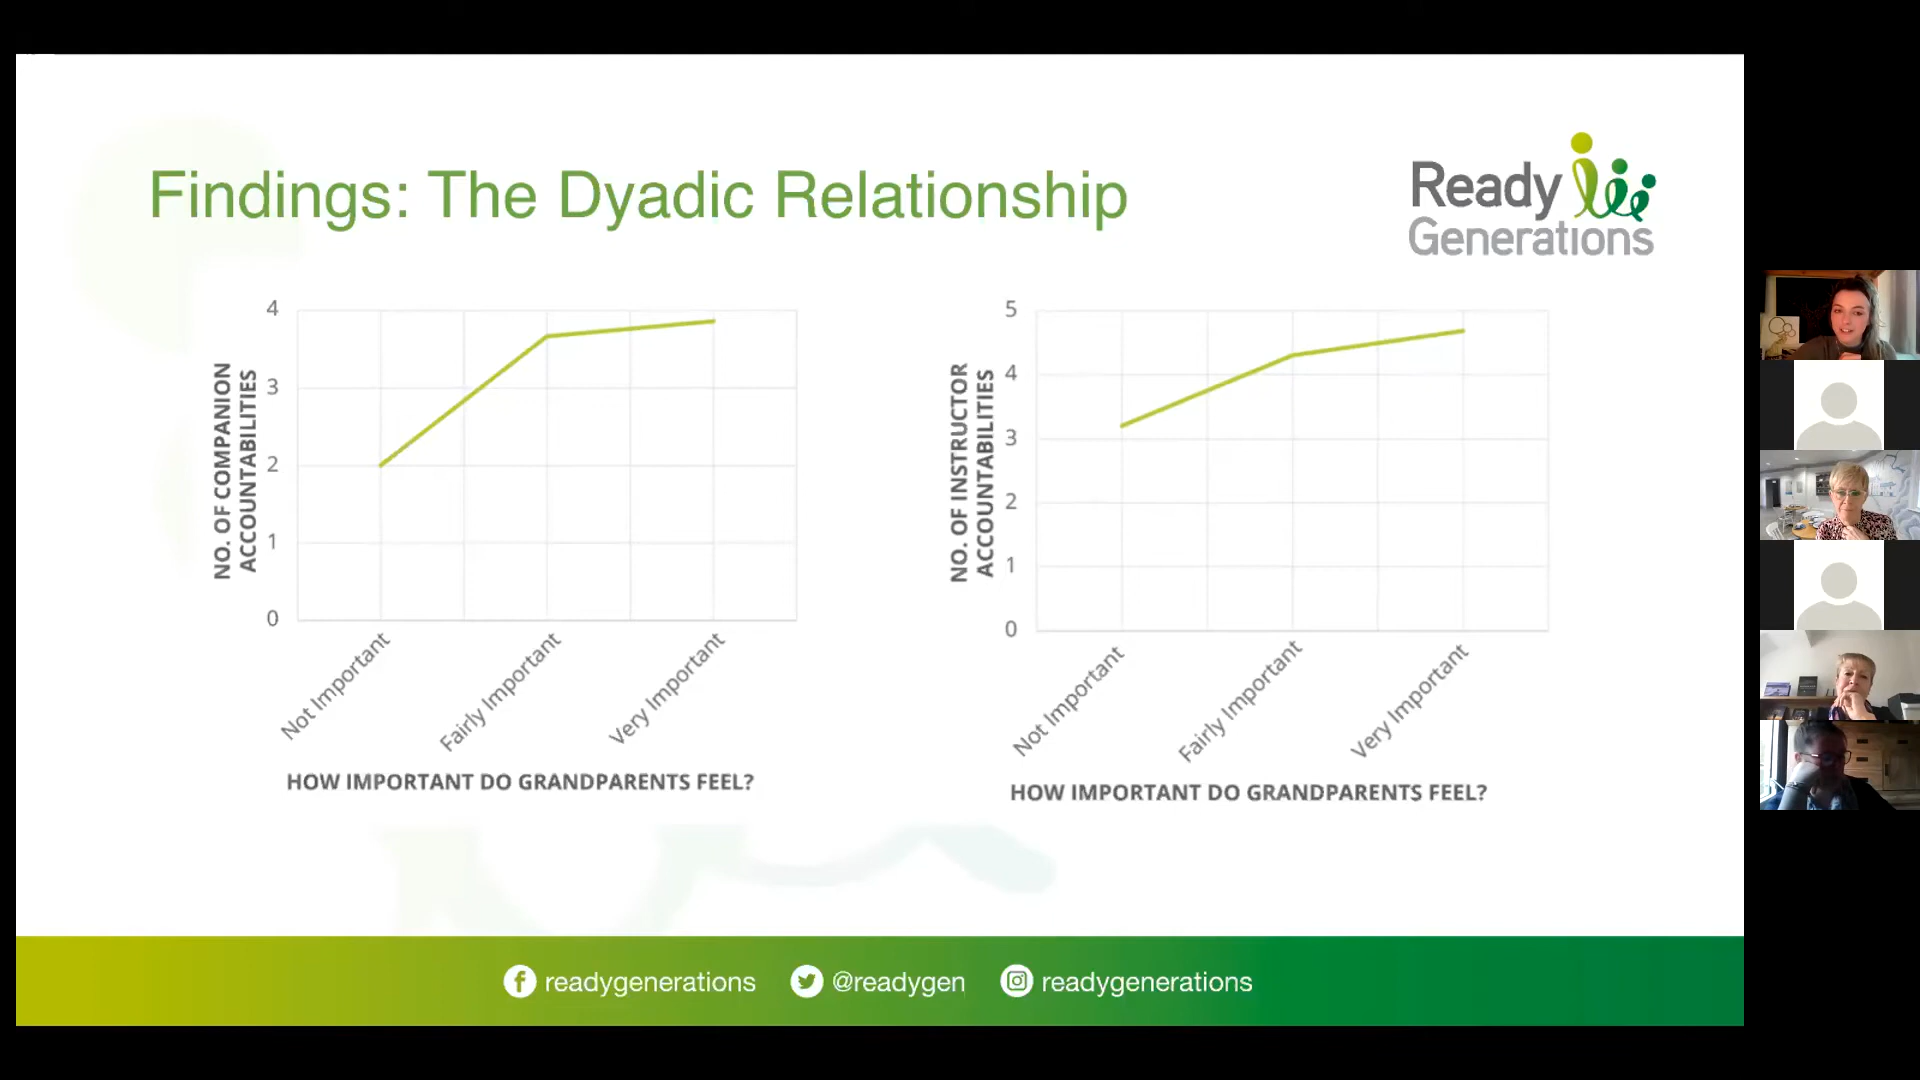 Findings: The Dyadic Relationship
Ready
Generations
4
3
2
1
0
NO. OF COMPANION
ACCOUNTABILITIES
Not Important
Fairly Important
Very Important
HOW IMPORTANT DO GRANDPARENTS FEEL?
5
4
3
2
1
0
NO. OF INSTRUCTOR
ACCOUNTABILITIES
Not Important
Fairly Important
Very Important
HOW IMPORTANT DO GRANDPARENTS FEEL?
readygenerations
@readygen
readygenerations